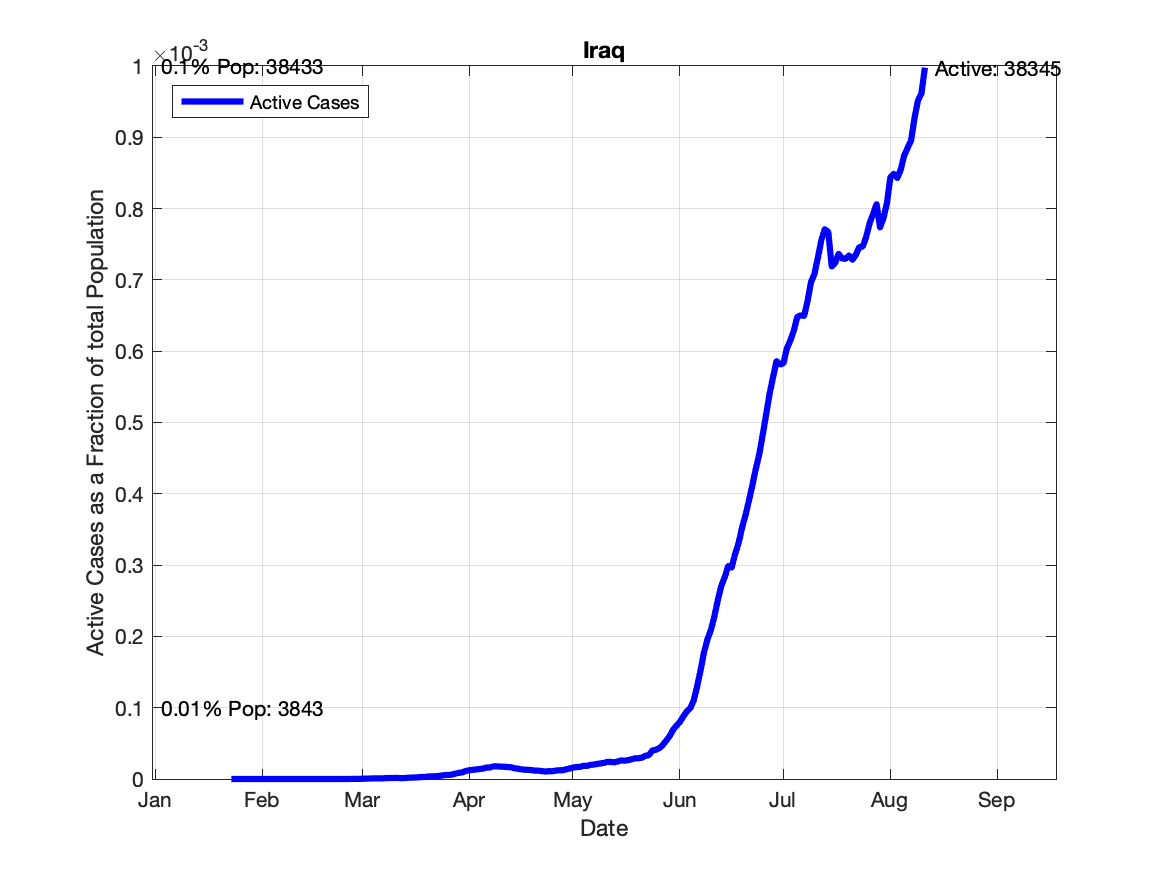 Iraq
×10-3
0.1% Pop: 38433
Active: 38345
Active Cases
1
0.9
0.8
0.7
0.6
0.5
0.4
0.3
0.2
0.1
0.01% Pop: 3843
0
Active Cases as a Fraction of total Population
Jan Feb Mar Apr May Jun Jul Aug Sep
Date